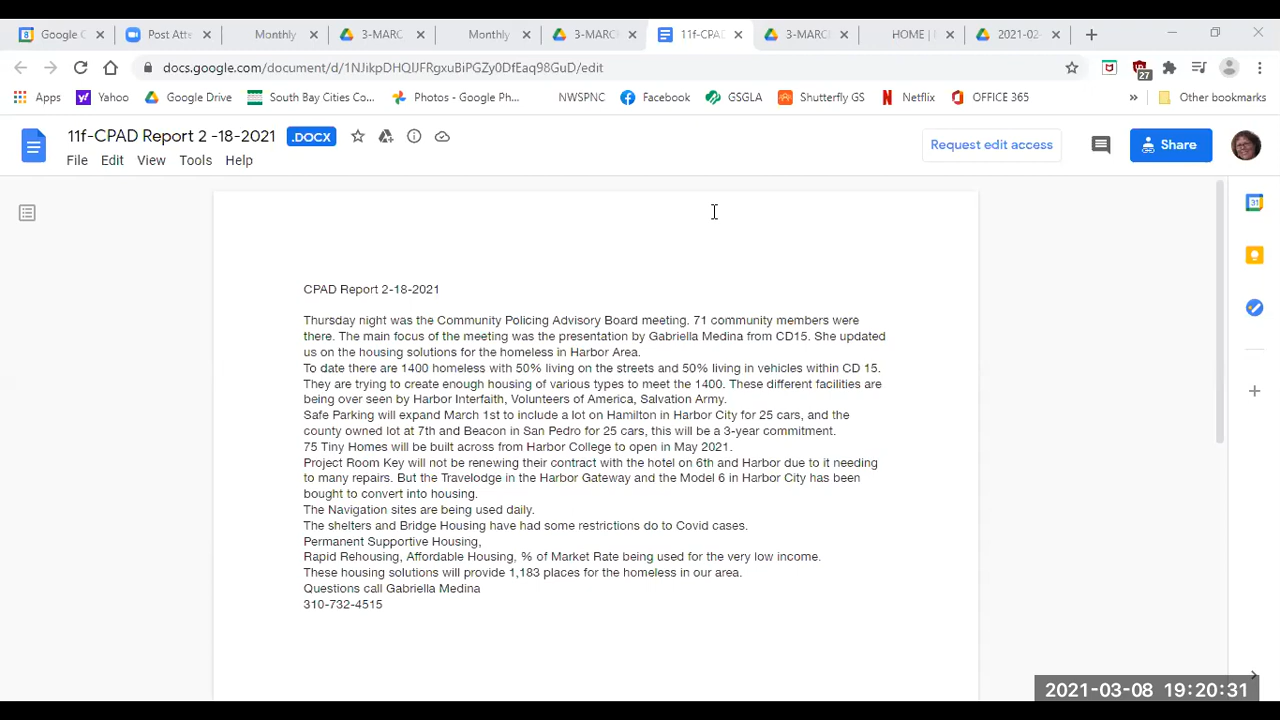 Google C
Post Atte
Monthly
3-MARC
Monthly
3-MARC
11f-CPA
3-MARC
HOME |
2021-02-
docs.google.com/document/d/1NJikpDHQIJFRgxuBiPGZy0DfEaq98GuD/edit
27
Apps
Yahoo
Google Drive
South Bay Cities Co...
Photos - Google Ph...
NWSPNC
Facebook
GSGLA
Shutterfly GS
Netflix
OFFICE 365
»
Other bookmarks
11f-CPAD Report 2 -18-2021
.DOCX
Request edit access
Share
File Edit View Tools Help
31
CPAD Report 2-18-2021
Thursday night was the Community Policing Advisory Board meeting. 71 community members were
there. The main focus of the meeting was the presentation by Gabriella Medina from CD15. She updated
us on the housing solutions for the homeless in Harbor Area.
To date there are 1400 homeless with 50% living on the streets and 50% living in vehicles within CD 15.
They are trying to create enough housing of various types to meet the 1400. These different facilities are
being over seen by Harbor Interfaith, Volunteers of America, Salvation Army.
Safe Parking will expand March 1st to include a lot on Hamilton in Harbor City for 25 cars, and the
county owned lot at 7th and Beacon in San Pedro for 25 cars, this will be a 3-year commitment.
75 Tiny Homes will be built across from Harbor College to open in May 2021.
Project Room Key will not be renewing their contract with the hotel on 6th and Harbor due to it needing
to many repairs. But the Travelodge in the Harbor Gateway and the Model 6 in Harbor City has been
bought to convert into housing.
The Navigation sites are being used daily.
The shelters and Bridge Housing have had some restrictions do to Covid cases.
Permanent Supportive Housing,
Rapid Rehousing, Affordable Housing, % of Market Rate being used for the very low income.
These housing solutions will provide 1,183 places for the homeless in our area.
Questions call Gabriella Medina
310-732-4515
2021-03-08 19:20:31